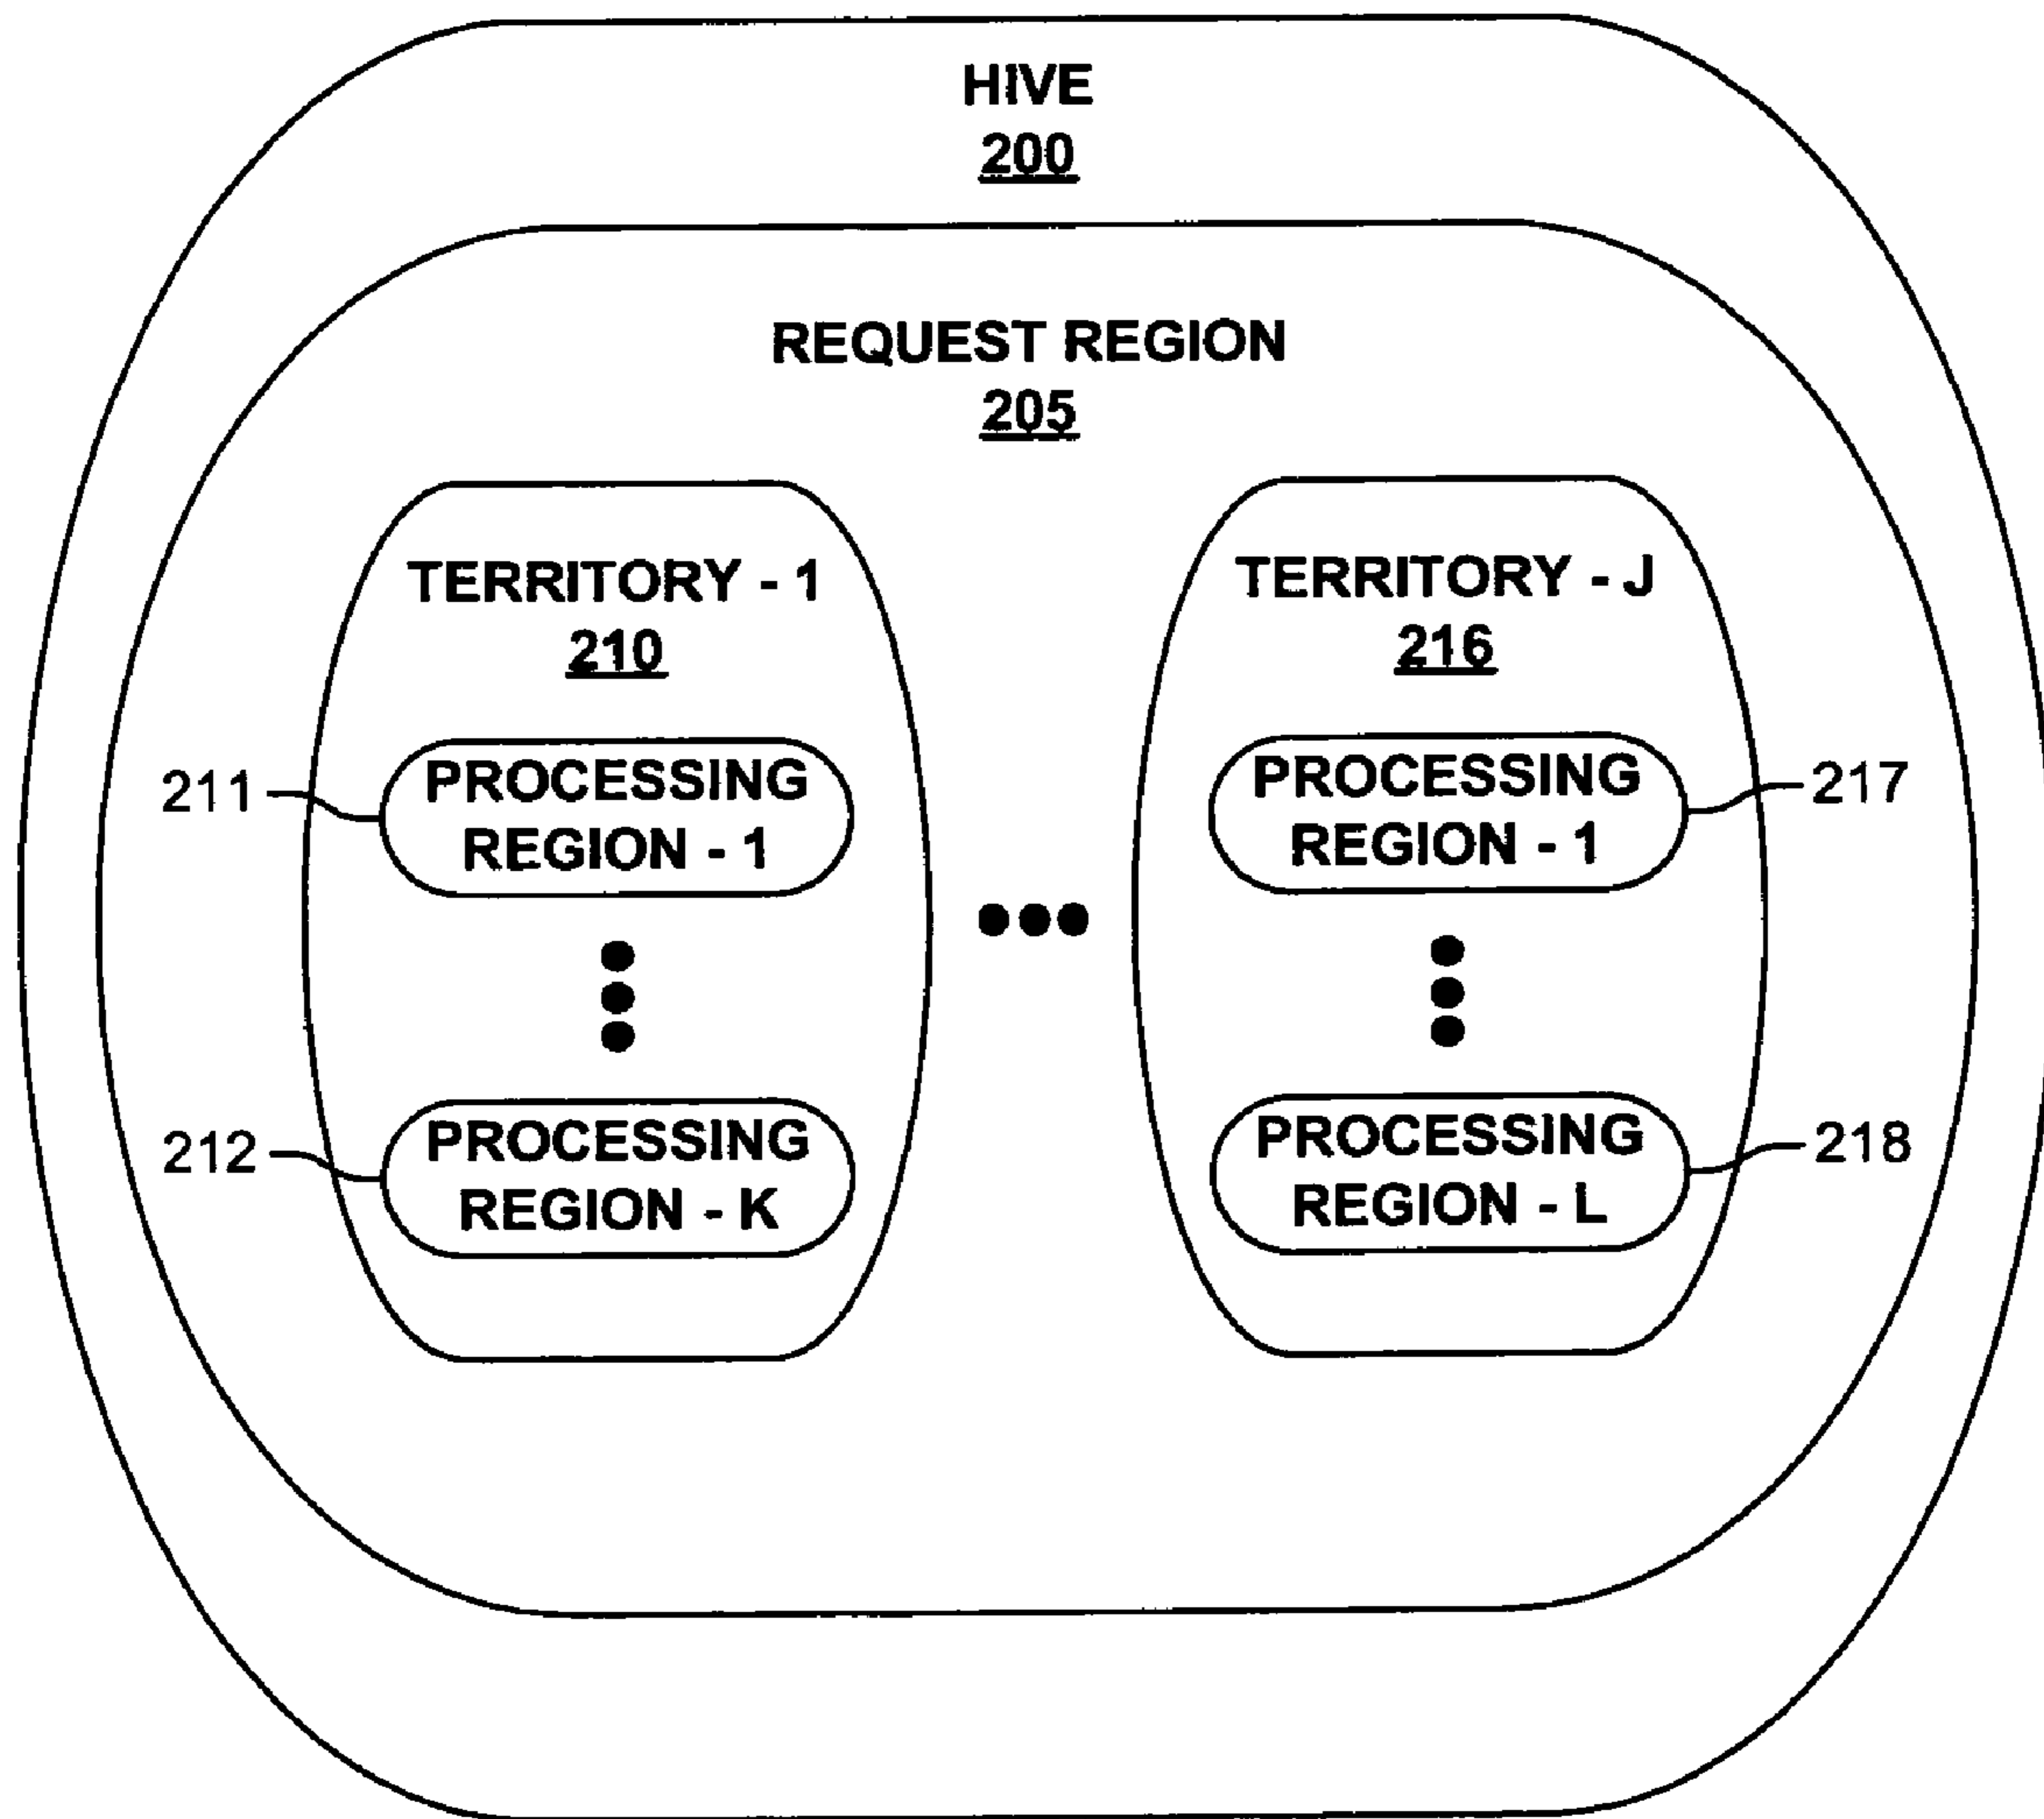 HIVE
200
REQUEST REGION
205
TERRITORY - 1
210
211
PROCESSING
REGION - 1
212
PROCESSING
REGION - K
TERRITORY - J
216
PROCESSING
REGION - 1
217
PROCESSING
REGION - L
218